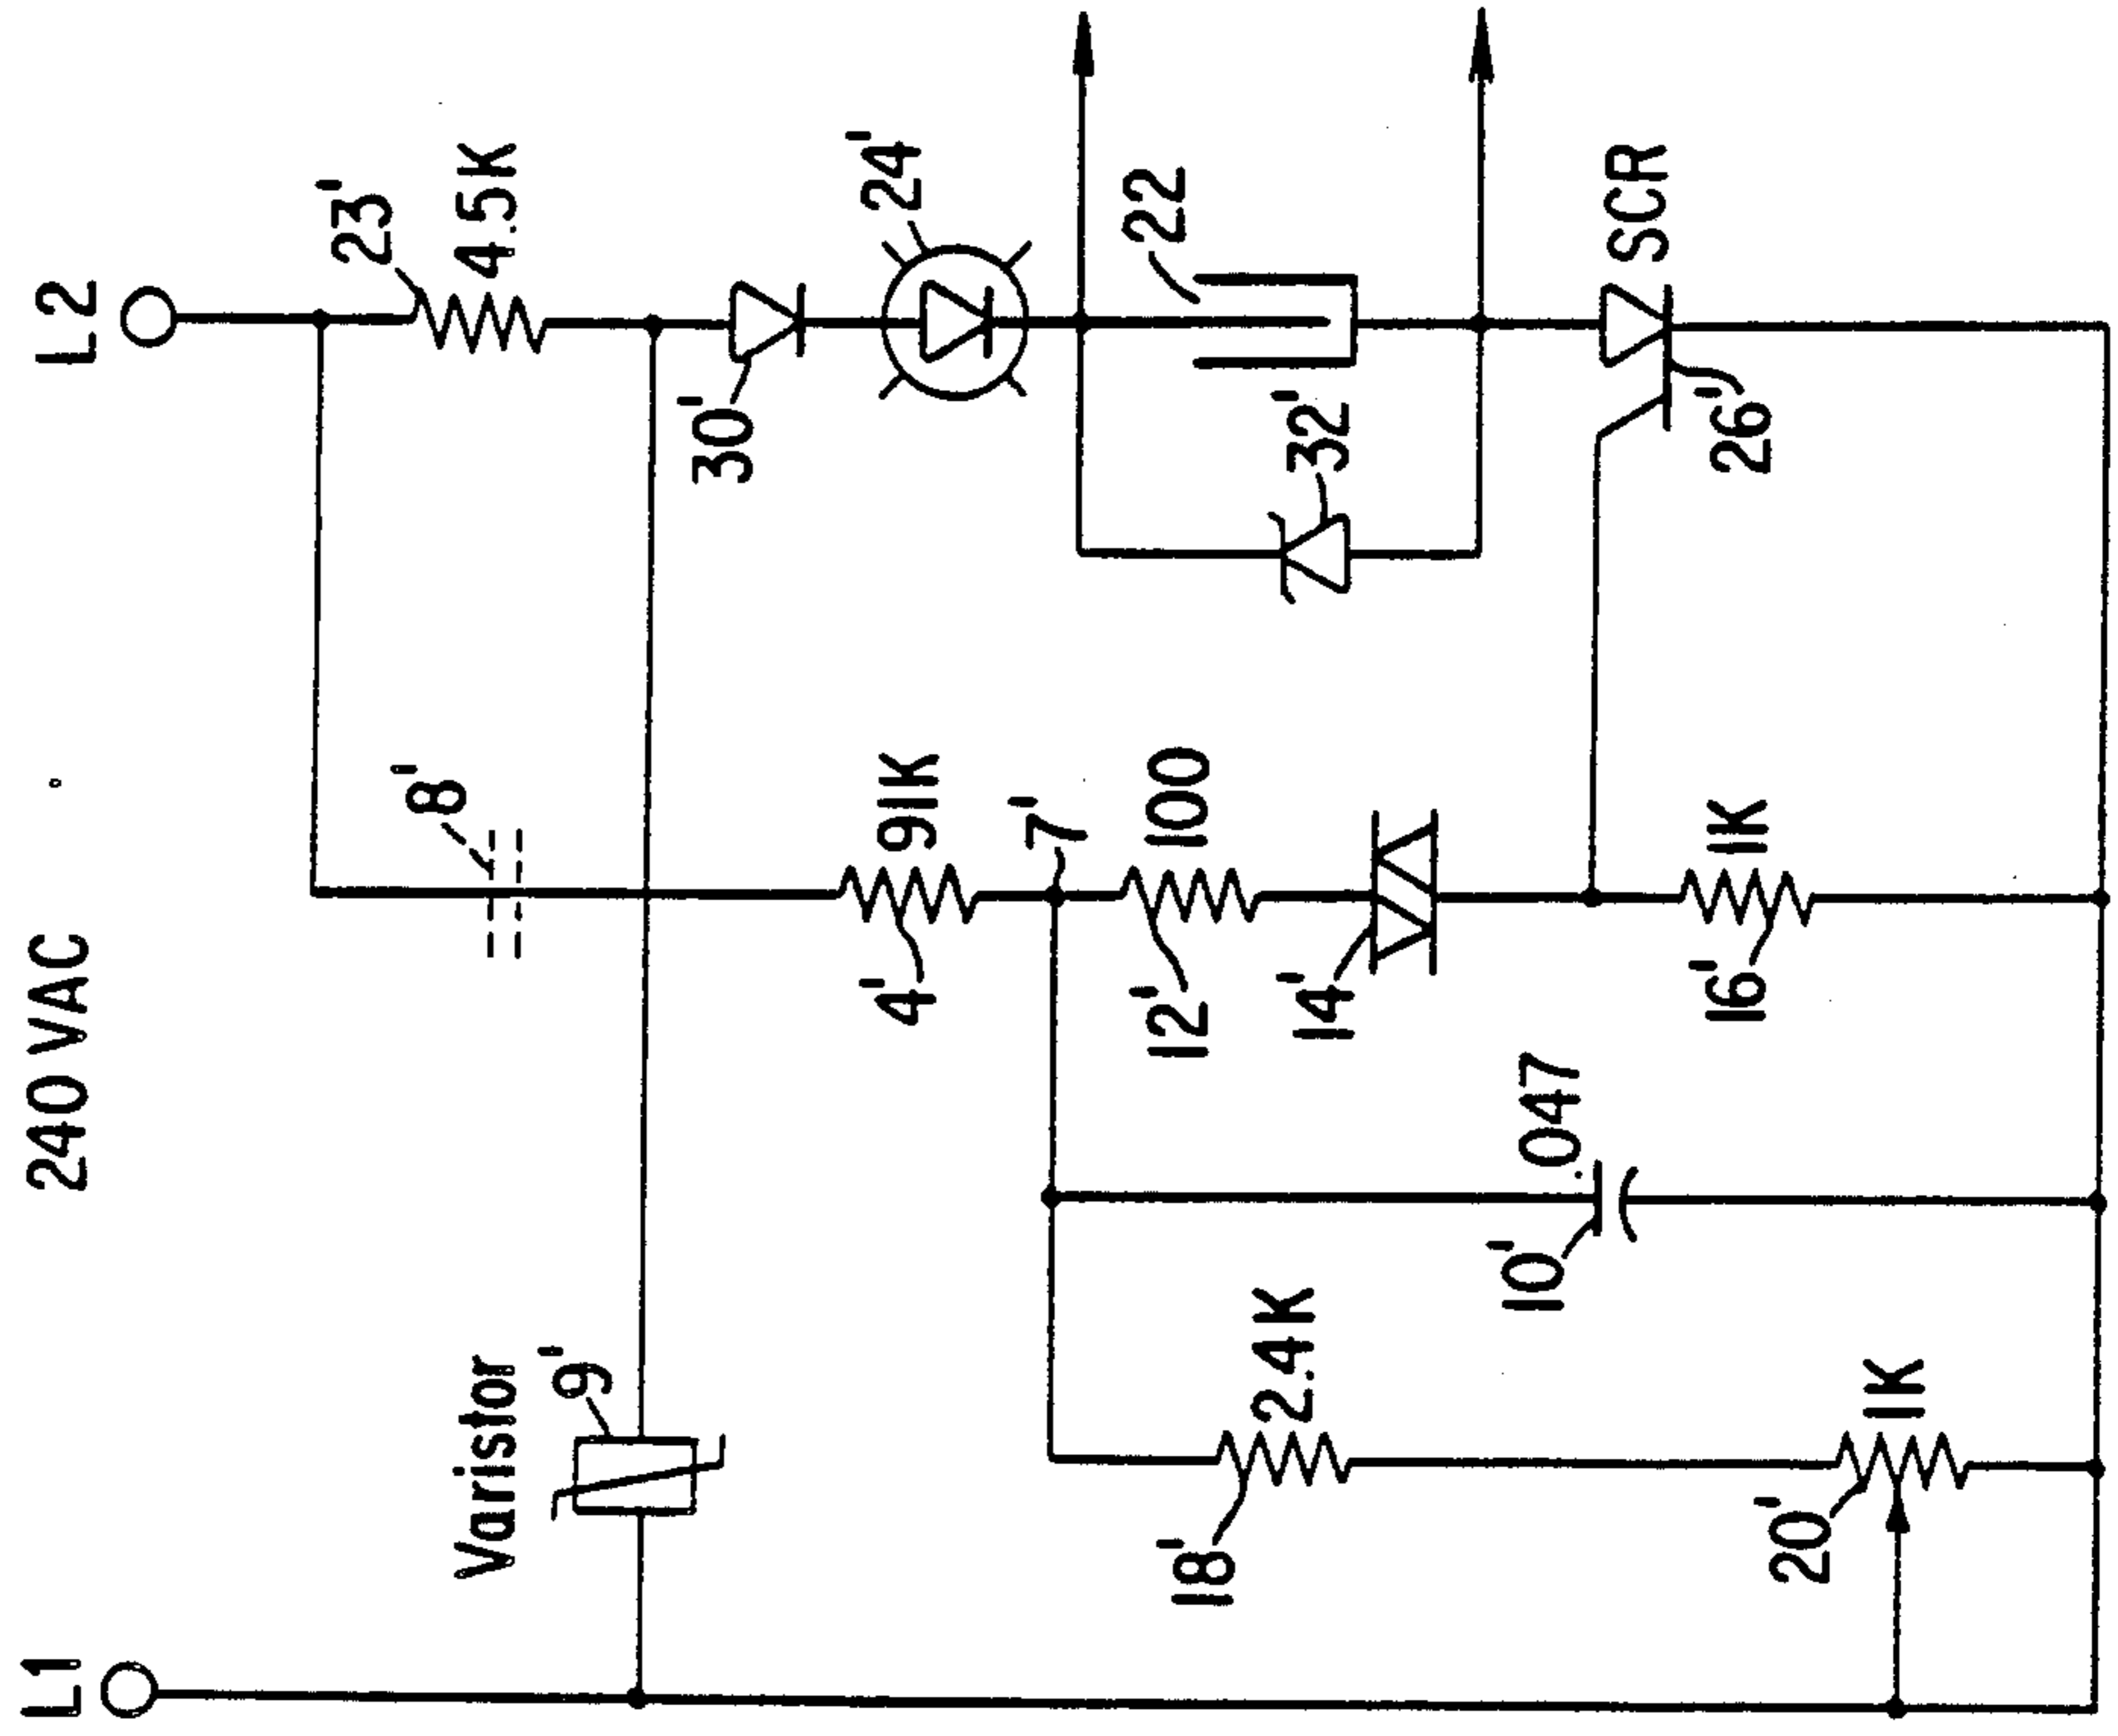 240 VAC
L1
L2
Varistor
9'
8'
23'
4.5K
30'
24'
4'
91K
7'
12'
100
14'
22
32'
SCR
26'
16'
1K
10'
.047
18'
2.4K
20'
1K